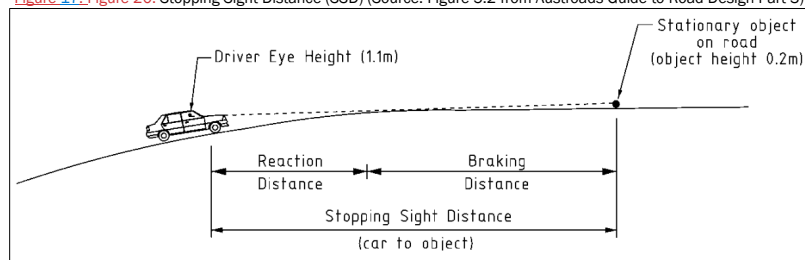 Figure 17: Figure 20: Stopping Sight Distance (SSD) (Source: Figure 5.2 from Austroads Guide to Road Design Part 3)
Stationary object
on road
(object height 0.2m)
Driver Eye Height (1.1m)
Reaction
Distance
Braking
Distance
Stopping Sight Distance
(car to object)